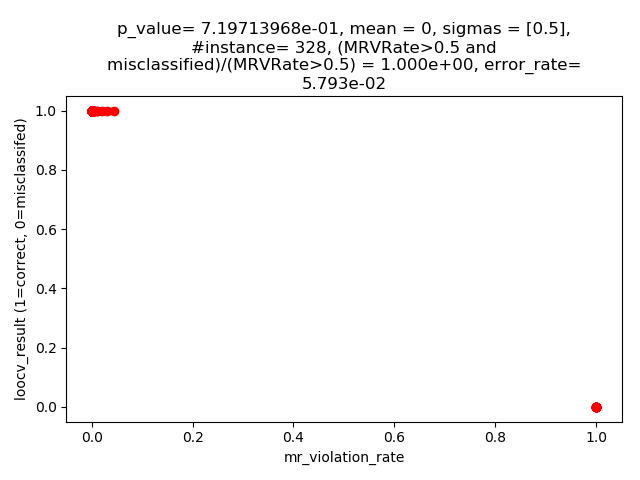 p_value= 7.19713968e-01, mean = 0, sigmas = [0.5],
#instance= 328, (MRVRate>0.5 and
misclassified)/(MRVRate>0.5) = 1.000e+00, error_rate=
5.793e-02
loocv_result (1=correct, 0=misclassifed)
1.0
0.8
0.6
0.4
0.2
0.0
0.0 0.2 0.4 0.6 0.8 1.0
mr_violation_rate